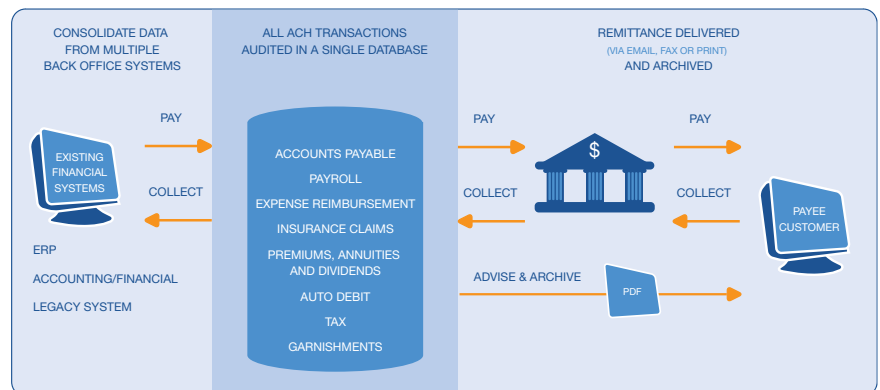 CONSOLIDATE DATA
FROM MULTIPLE
BACK OFFICE SYSTEMS
ALL ACH TRANSACTIONS
AUDITED IN A SINGLE DATABASE
REMITTANCE DELIVERED
(VIA EMAIL, FAX OR PRINT)
AND ARCHIVED
EXISTING
FINANCIAL
SYSTEMS
PAY
COLLECT
ERP
ACCOUNTING/FINANCIAL
LEGACY SYSTEM
ACCOUNTS PAYABLE
PAYROLL
EXPENSE REIMBURSEMENT
INSURANCE CLAIMS
PREMIUMS, ANNUITIES
AND DIVIDENDS
AUTO DEBIT
TAX
GARNISHMENTS
PAY
COLLECT
$
PAY
COLLECT
PAYEE
CUSTOMER
ADVISE & ARCHIVE
PDF